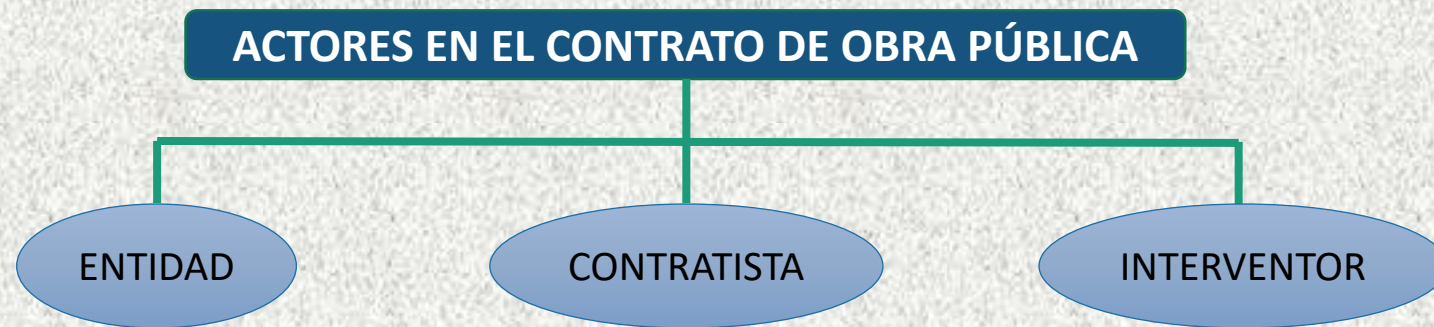 ACTORES EN EL CONTRATO DE OBRA PÚBLICA
ENTIDAD
CONTRATISTA
INTERVENTOR